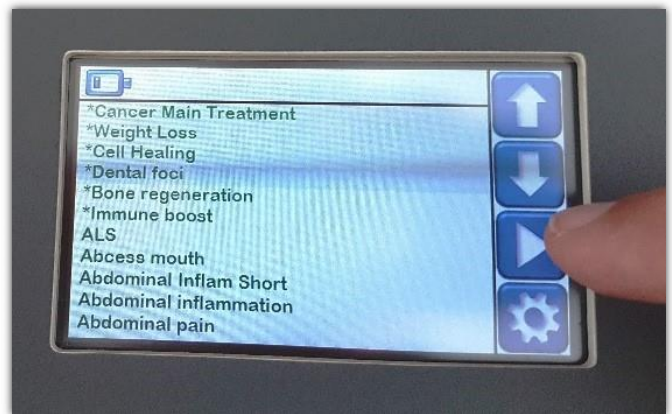 *Cancer Main Treatment
*Weight Loss
*Cell Healing
*Dental foci
*Bone regeneration
*Immune boost
ALS
Abcess mouth
Abdominal Inflam Short
Abdominal inflammation
Abdominal pain